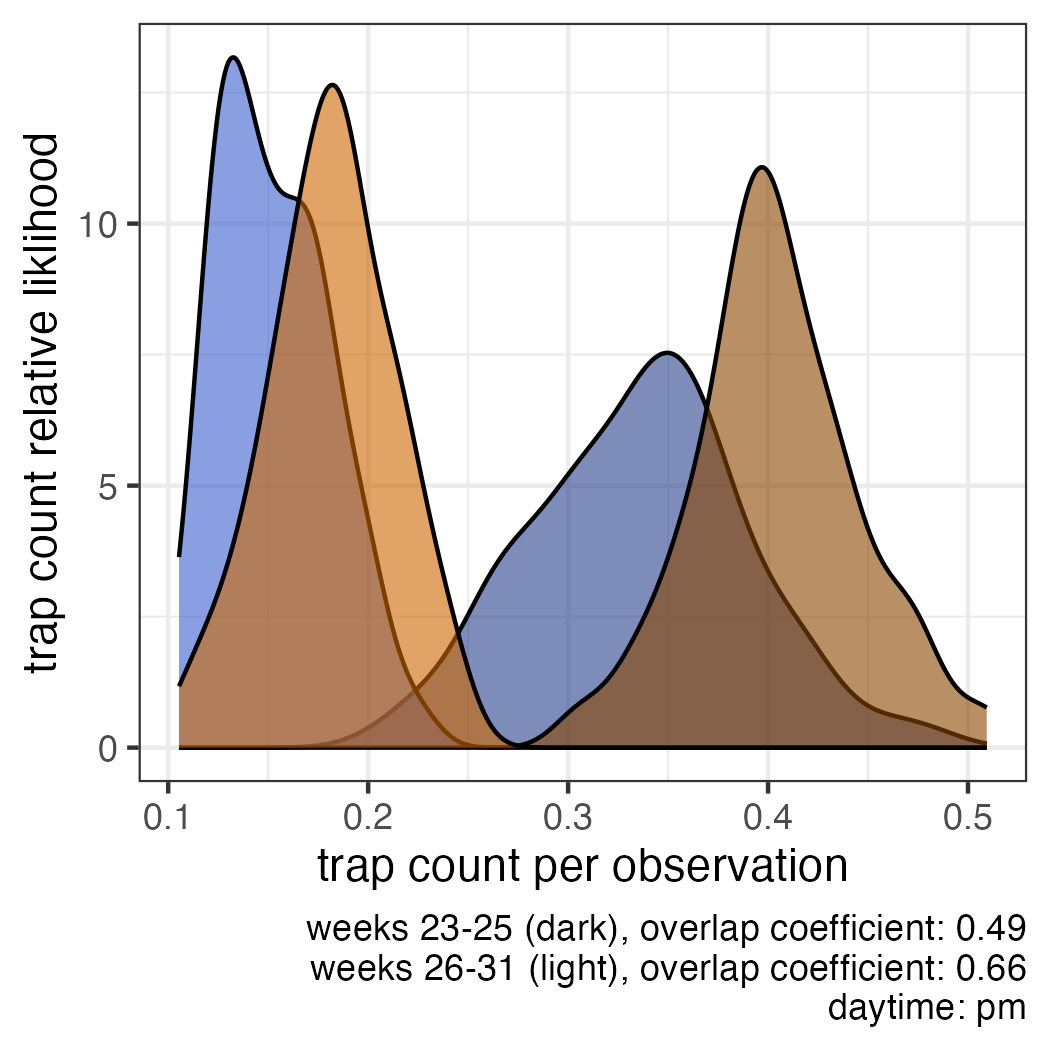 trap count relative liklihood
10
5
0
0.1 0.2 0.3 0.4 0.5
trap count per observation
weeks 23-25 (dark), overlap coefficient: 0.49
weeks 26-31 (light), overlap coefficient: 0.66
daytime: pm